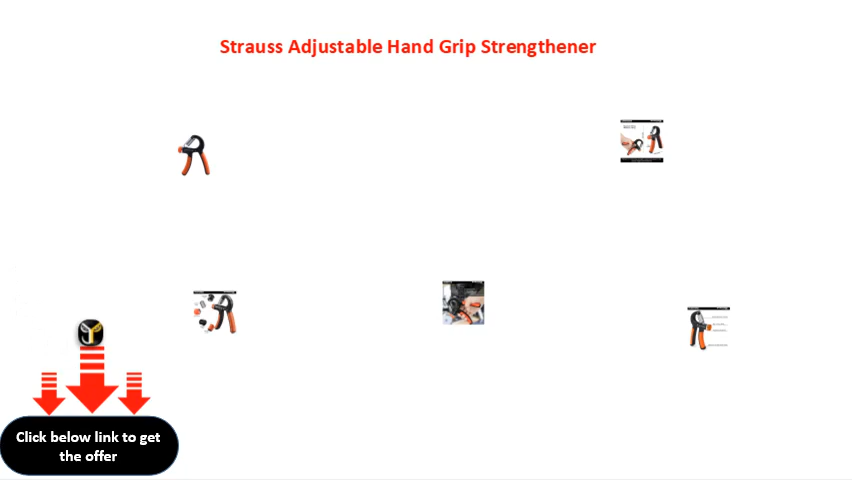 Strauss Adjustable Hand Grip Strengthener
Click below link to get
the offer